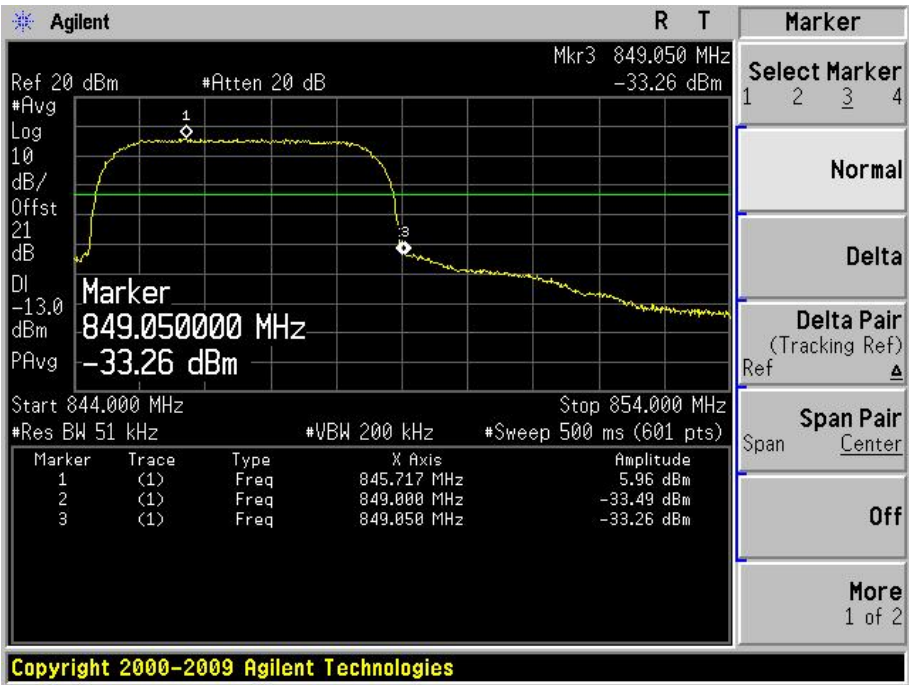 Agilent R T Marker
Mkr3 849.050 MHz
Ref 20 dBm #Atten 20 dB -33.26 dBm
#Avg
Log
10
dB/
Offst
21
dB
DI
-13.0
dBm
PAvg
1
3
Marker
849.050000 MHz
-33.26 dBm
Start 844.000 MHz Stop 854.000 MHz
#Res BW 51 kHz #VBW 200 kHz #Sweep 500 ms (601 pts)
Marker Trace Type X Axis Amplitude
1 (1) Freq 845.717 MHz 5.96 dBm
2 (1) Freq 849.000 MHz -33.49 dBm
3 (1) Freq 849.050 MHz -33.26 dBm
Select Marker
1 2 3 4
Normal
Delta
Delta Pair
(Tracking Ref)
Ref Δ
Span Pair
Span Center
Off
More
1 of 2
Copyright 2000-2009 Agilent Technologies